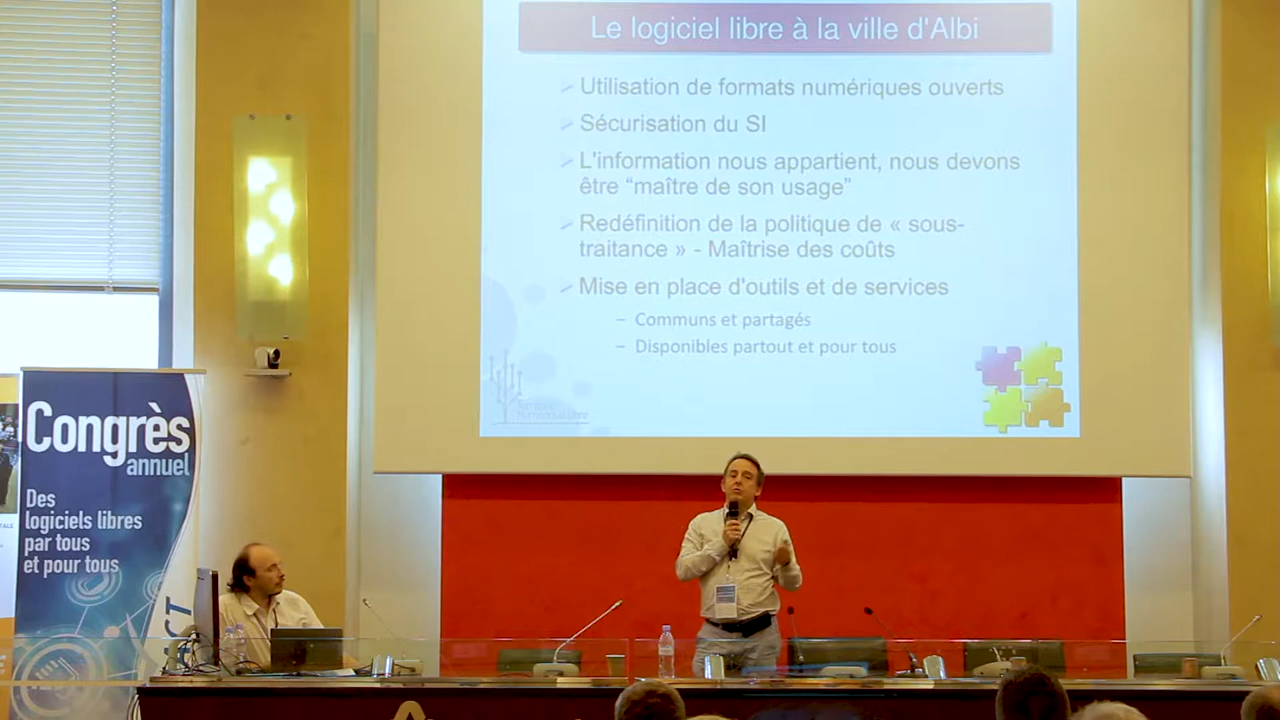 Le logiciel libre à la ville d'Albi
Utilisation de formats numériques ouverts
Sécurisation du SI
L'information nous appartient, nous devons
être “maître de son usage”
Redéfinition de la politique de « sous-
traitance » - Maîtrise des coûts
Mise en place d'outils et de services
– Communs et partagés
– Disponibles partout et pour tous
Territoire
Numérique Libre
Congrès
annuel
Des
logiciels libres
par tous
et pour tous